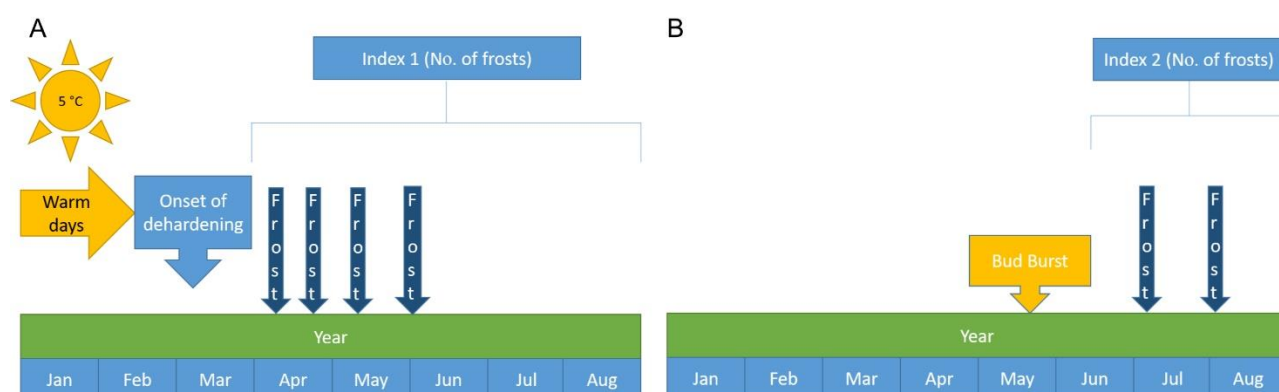 A
Index 1 (No. of frosts)
5 °C
Warm
days
Onset of
dehardening
Frost
Frost
Frost
Frost
Year
Jan Feb Mar Apr May Jun Jul Aug
B
Index 2 (No. of frosts)
Bud Burst
Frost
Frost
Year
Jan Feb Mar Apr May Jun Jul Aug